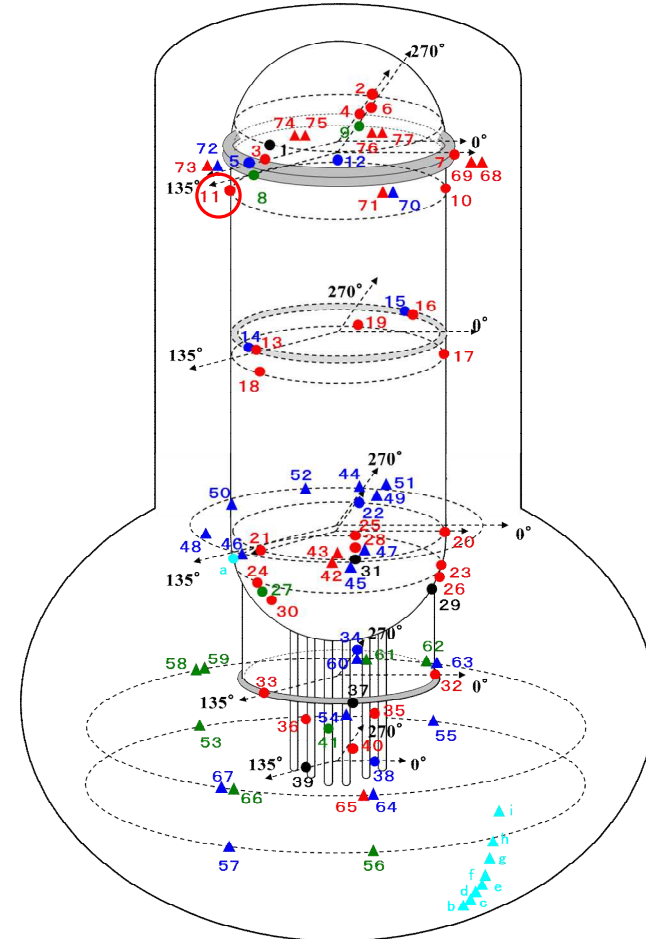 270°
2
4 6
74 75 9 77
0°
3 1 76
72 5 12 7
73 69 68
135°
11 8 71 70 10
270° 15 16
19 0°
14 13
135° 17
18
270°
52 44 51
50 49
22
25
21 28 20 0°
48 46 43 47
135° a 42 31
24 45 23
27 26
30 29
34 270°
58 59 60 61 62 63
33 32 0°
135° 37
36 54 35
53 41 270° 55
40
135° 0°
39 38
67 66 65 64
i
57 56 h
g
f
d e
b c